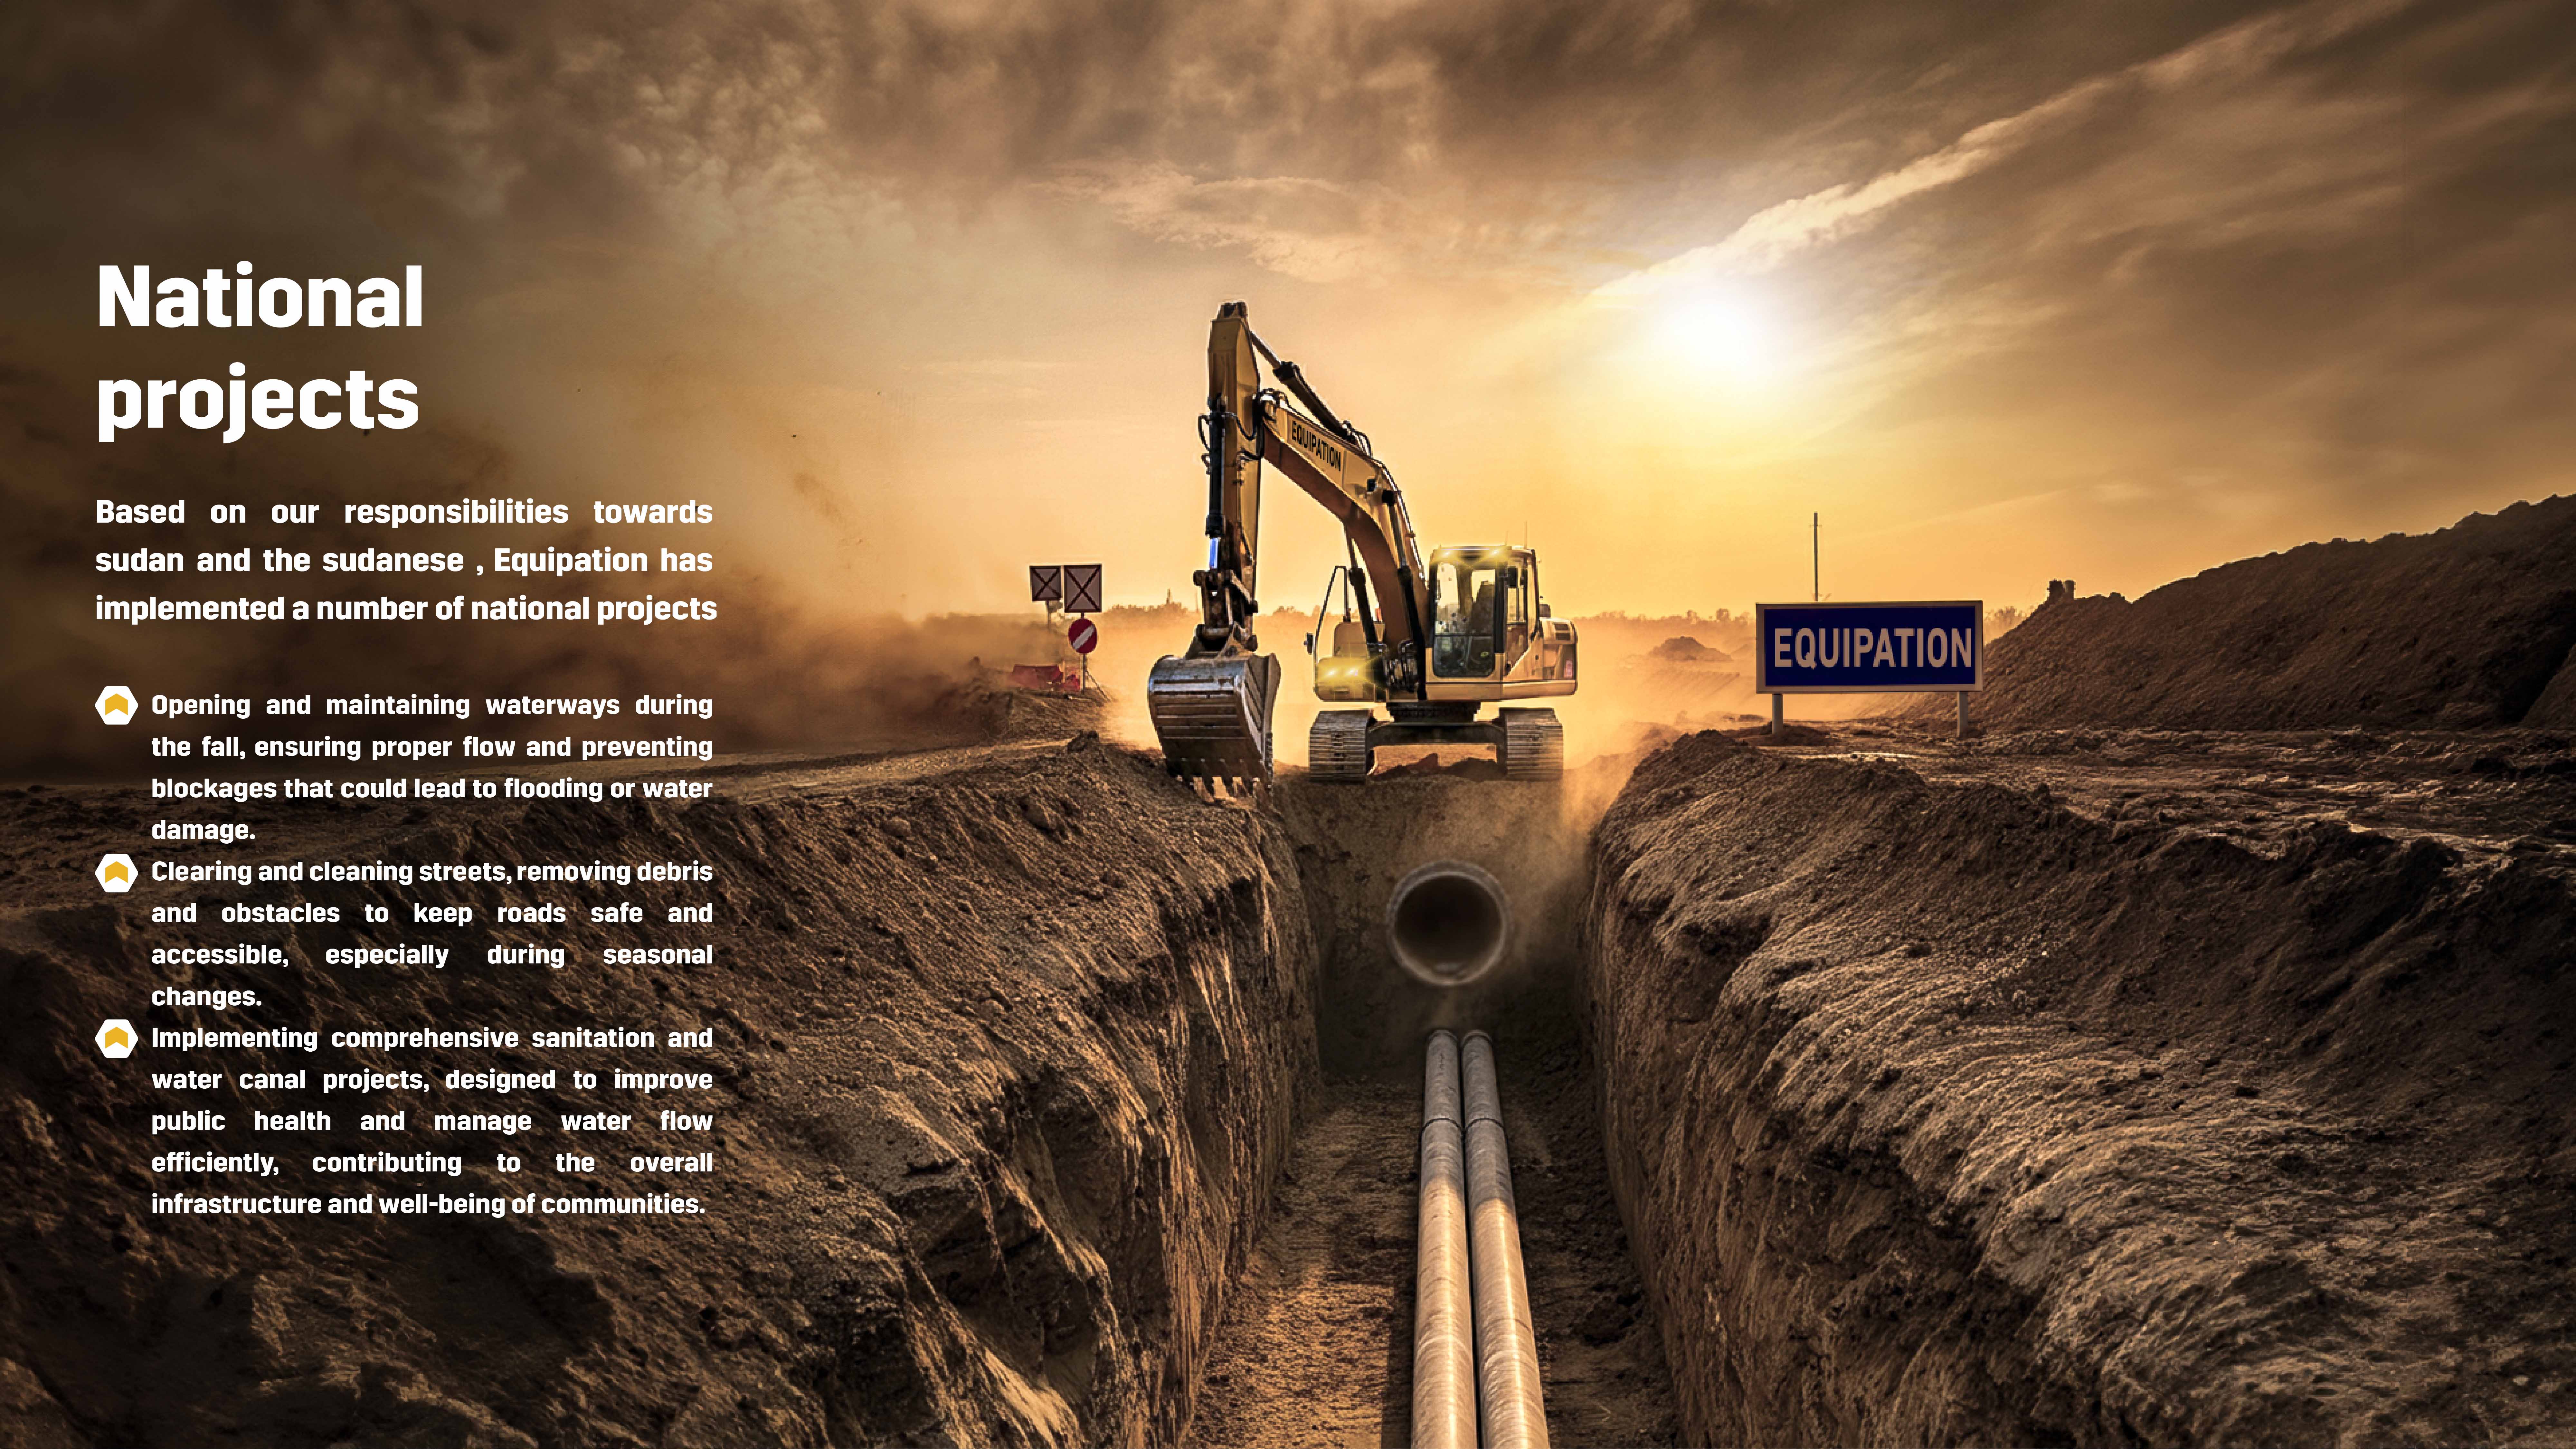 National
projects
Based on our responsibilities towards
sudan and the sudanese , Equipation has
implemented a number of national projects
Opening and maintaining waterways during
the fall, ensuring proper flow and preventing
blockages that could lead to flooding or water
damage.
Clearing and cleaning streets, removing debris
and obstacles to keep roads safe and
accessible, especially during seasonal
changes.
Implementing comprehensive sanitation and
water canal projects, designed to improve
public health and manage water flow
efficiently, contributing to the overall
infrastructure and well-being of communities.
EQUIPATION
EQUIPATION